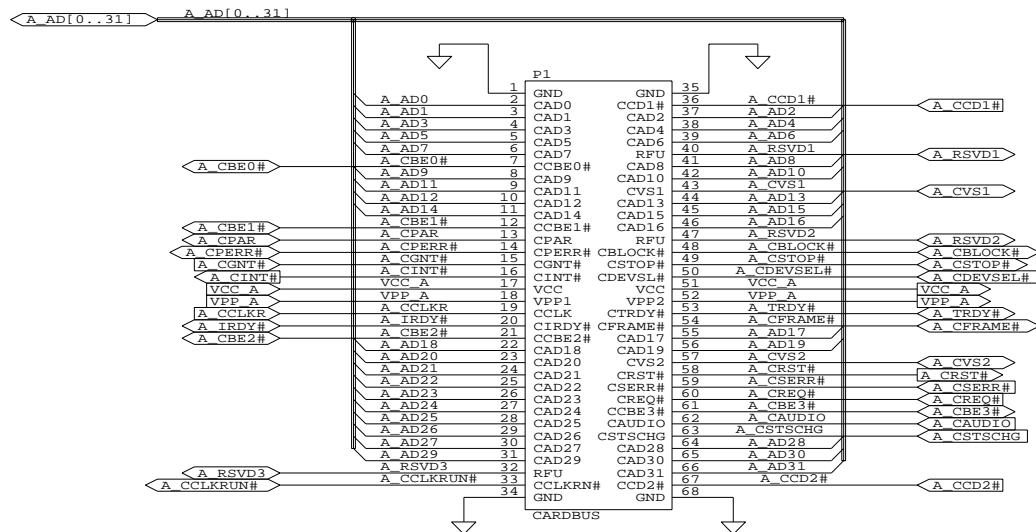 A_AD[0..31] A_AD[0..31]
P1
1 GND GND 35
A_AD0 2 CAD0 CCD1# 36 A_CCD1# A_CCD1#
A_AD1 3 CAD1 CAD2 37 A_AD2
A_AD3 4 CAD3 CAD4 38 A_AD4
A_AD5 5 CAD5 CAD6 39 A_AD6
A_AD7 6 CAD7 RFU 40 A_RSVD1 A_RSVD1
A_CBE0# A_CBE0# 7 CCBE0# CAD8 41 A_AD8
A_AD9 8 CAD9 CAD10 42 A_AD10
A_AD11 9 CAD11 CVS1 43 A_CVS1 A_CVS1
A_AD12 10 CAD12 CAD13 44 A_AD13
A_AD14 11 CAD14 CAD15 45 A_AD15
A_CBE1# A_CBE1# 12 CCBE1# CAD16 46 A_AD16
A_CPAR A_CPAR 13 CPAR RFU 47 A_RSVD2 A_RSVD2
A_CPERR# A_CPERR# 14 CPERR# CBLOCK# 48 A_CBLOCK# A_CBLOCK#
A_CGNT# A_CGNT# 15 CGNT# CSTOP# 49 A_CSTOP# A_CSTOP#
A_CINT# A_CINT# 16 CINT# CDEVSL# 50 A_CDEVSEL# A_CDEVSEL#
VCC_A VCC_A 17 VCC VCC 51 VCC_A VCC_A
VPP_A VPP_A 18 VPP1 VPP2 52 VPP_A VPP_A
A_CCLKR A_CCLKR 19 CCLK CTRDY# 53 A_TRDY# A_TRDY#
A_IRDY# A_IRDY# 20 CIRDY# CFRAME# 54 A_CFRAME# A_CFRAME#
A_CBE2# A_CBE2# 21 CCBE2# CAD17 55 A_AD17
A_AD18 22 CAD18 CAD19 56 A_AD19
A_AD20 23 CAD20 CVS2 57 A_CVS2 A_CVS2
A_AD21 24 CAD21 CRST# 58 A_CRST# A_CRST#
A_AD22 25 CAD22 CSERR# 59 A_CSERR# A_CSERR#
A_AD23 26 CAD23 CREQ# 60 A_CREQ# A_CREQ#
A_AD24 27 CAD24 CCBE3# 61 A_CBE3# A_CBE3#
A_AD25 28 CAD25 CAUDIO 62 A_CAUDIO A_CAUDIO
A_AD26 29 CAD26 CSTSCHG 63 A_CSTSCHG A_CSTSCHG
A_AD27 30 CAD27 CAD28 64 A_AD28
A_AD29 31 CAD29 CAD30 65 A_AD30
A_RSVD3 A_RSVD3 32 RFU CAD31 66 A_AD31
A_CCLKRUN# A_CCLKRUN# 33 CCLKRN# CCD2# 67 A_CCD2# A_CCD2#
34 GND GND 68
CARDBUS